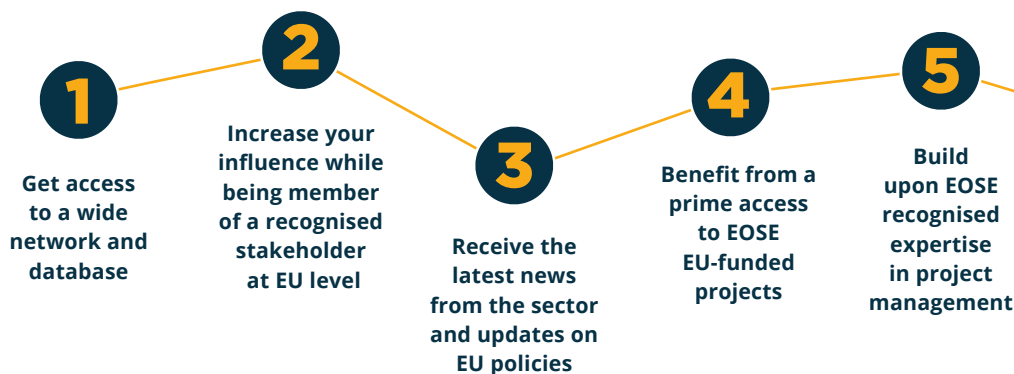 1
Get access
to a wide
network and
database
2
Increase your
influence while
being member
of a recognised
stakeholder
at EU level
3
Receive the
latest news
from the sector
and updates on
EU policies
4
Benefit from a
prime access
to EOSE
EU-funded
projects
5
Build
upon EOSE
recognised
expertise
in project
management